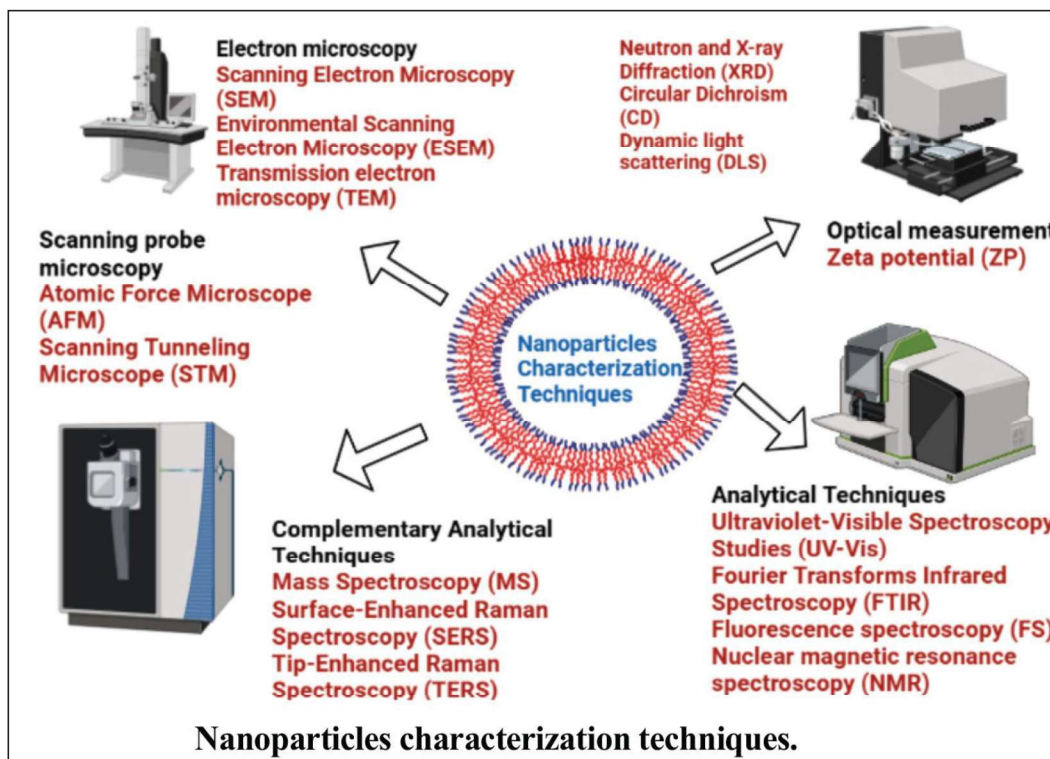 Electron microscopy
Scanning Electron Microscopy
(SEM)
Environmental Scanning
Electron Microscopy (ESEM)
Transmission electron
microscopy (TEM)
Neutron and X-ray
Diffraction (XRD)
Circular Dichroism
(CD)
Dynamic light
scattering (DLS)
Scanning probe
microscopy
Atomic Force Microscope
(AFM)
Scanning Tunneling
Microscope (STM)
Optical measurement
Zeta potential (ZP)
Nanoparticles
Characterization
Techniques
Complementary Analytical
Techniques
Mass Spectroscopy (MS)
Surface-Enhanced Raman
Spectroscopy (SERS)
Tip-Enhanced Raman
Spectroscopy (TERS)
Analytical Techniques
Ultraviolet-Visible Spectroscopy
Studies (UV-Vis)
Fourier Transforms Infrared
Spectroscopy (FTIR)
Fluorescence spectroscopy (FS)
Nuclear magnetic resonance
spectroscopy (NMR)
Nanoparticles characterization techniques.